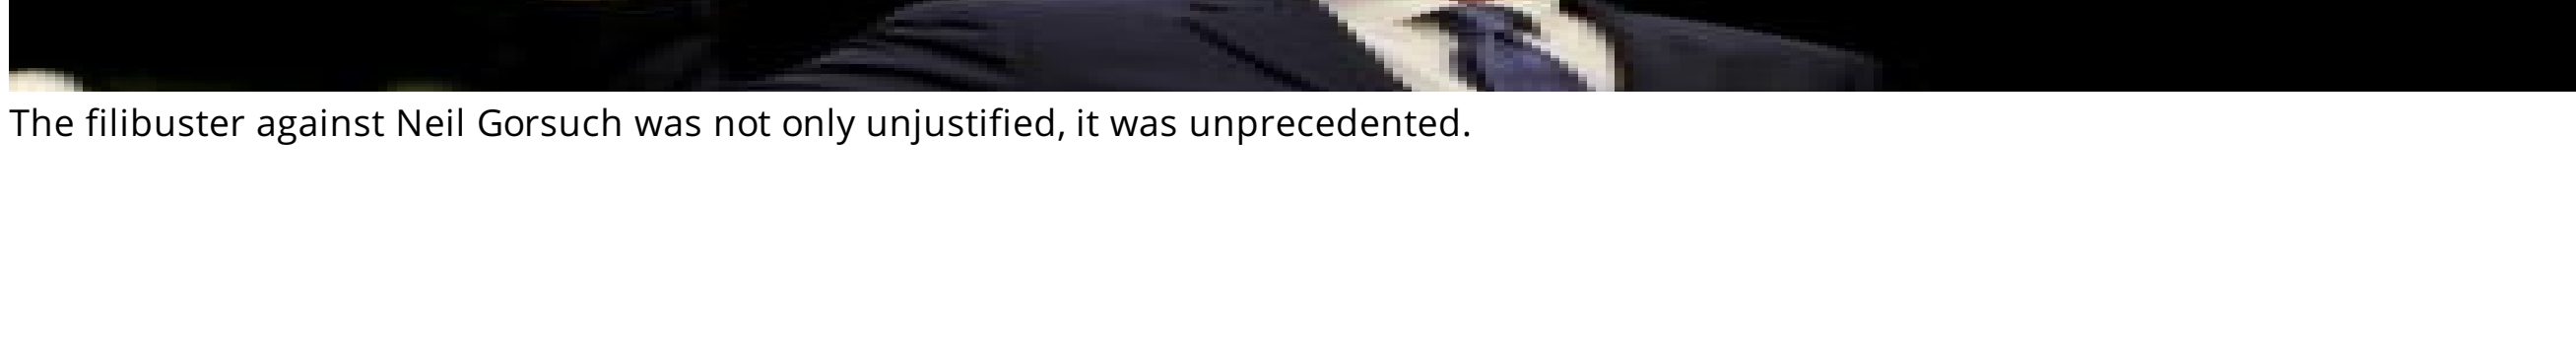 The filibuster against Neil Gorsuch was not only unjustified, it was unprecedented.